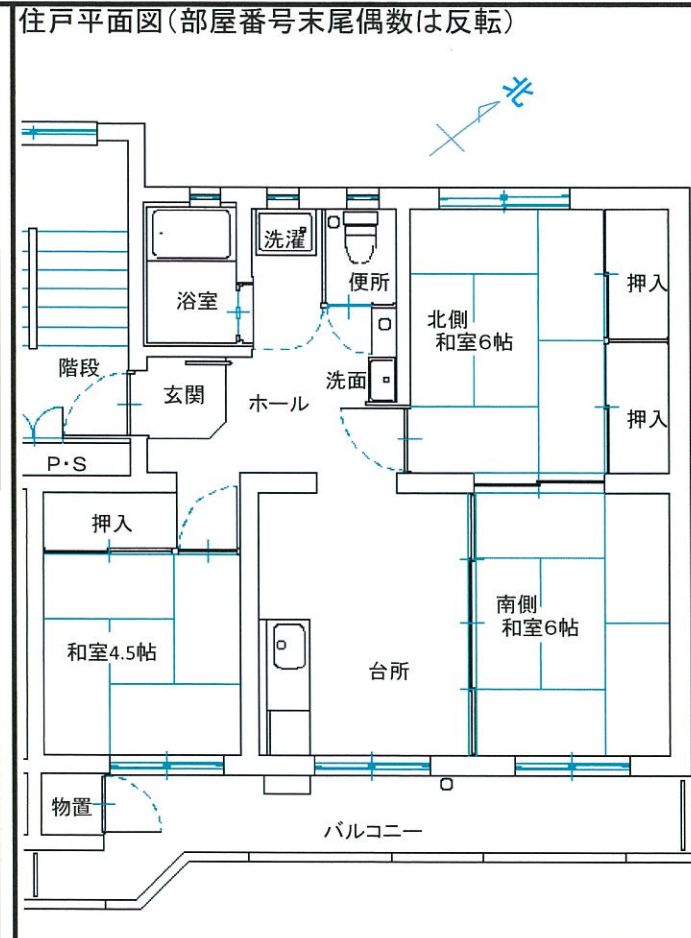 住戸平面図(部屋番号末尾偶数は反転)
北
洗濯
便所
浴室
北側
和室6帖
押入
階段
玄関
ホール
洗面
押入
P・S
押入
南側
和室6帖
和室4.5帖
台所
物置
バルコニー